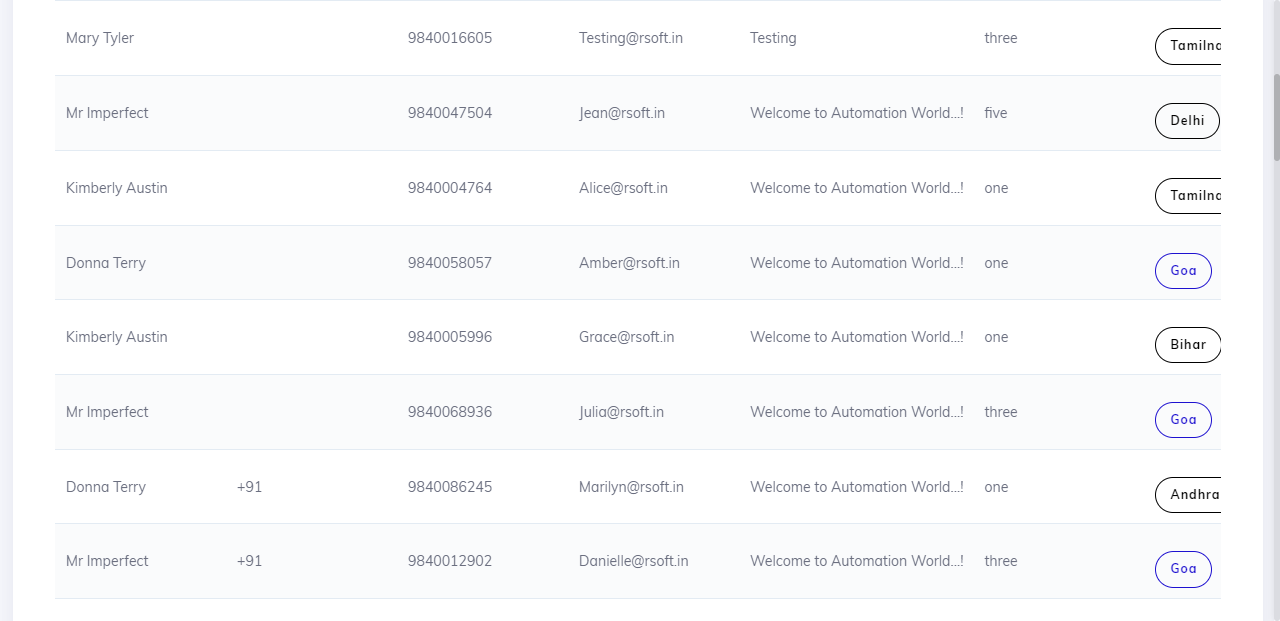 Mary Tyler 9840016605 Testing@rsoft.in Testing three Tamilna
Mr Imperfect 9840047504 Jean@rsoft.in Welcome to Automation World...! five Delhi
Kimberly Austin 9840004764 Alice@rsoft.in Welcome to Automation World...! one Tamilna
Donna Terry 9840058057 Amber@rsoft.in Welcome to Automation World...! one Goa
Kimberly Austin 9840005996 Grace@rsoft.in Welcome to Automation World...! one Bihar
Mr Imperfect 9840068936 Julia@rsoft.in Welcome to Automation World...! three Goa
Donna Terry +91 9840086245 Marilyn@rsoft.in Welcome to Automation World...! one Andhra
Mr Imperfect +91 9840012902 Danielle@rsoft.in Welcome to Automation World...! three Goa